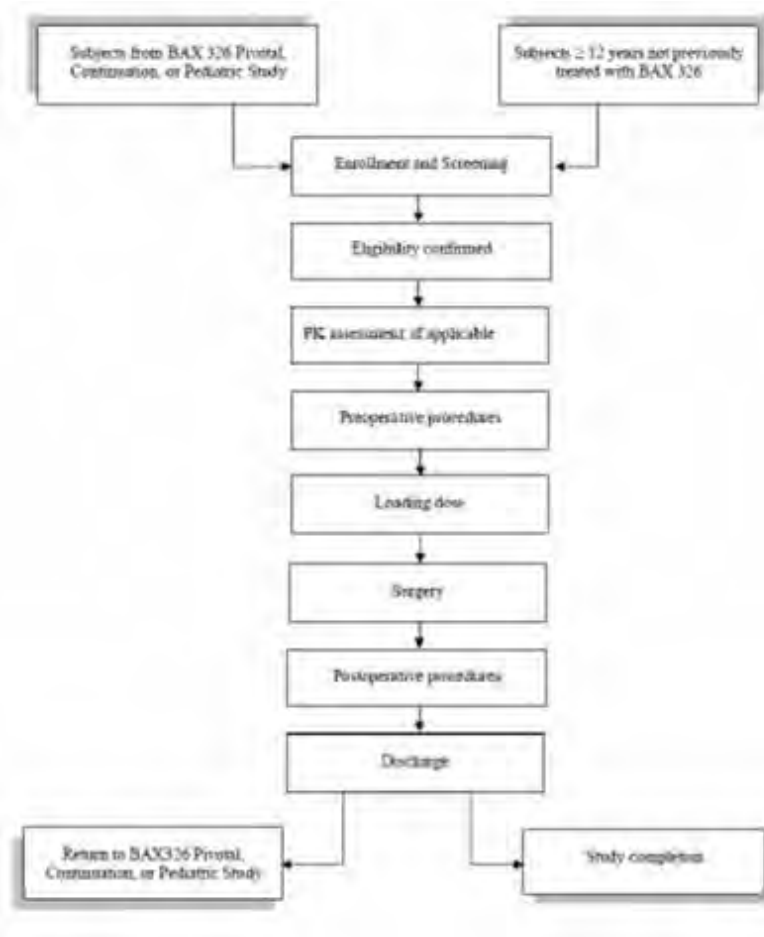 Subjects from BAX 326 Pivotal,
Continuation, or Pediatric Study
Subjects ≥ 12 years not previously
treated with BAX 326
Enrollment and Screening
Eligibility confirmed
PK assessment if applicable
Preoperative procedures
Loading dose
Surgery
Postoperative procedures
Discharge
Return to BAX326 Pivotal,
Continuation, or Pediatric Study
Study completion